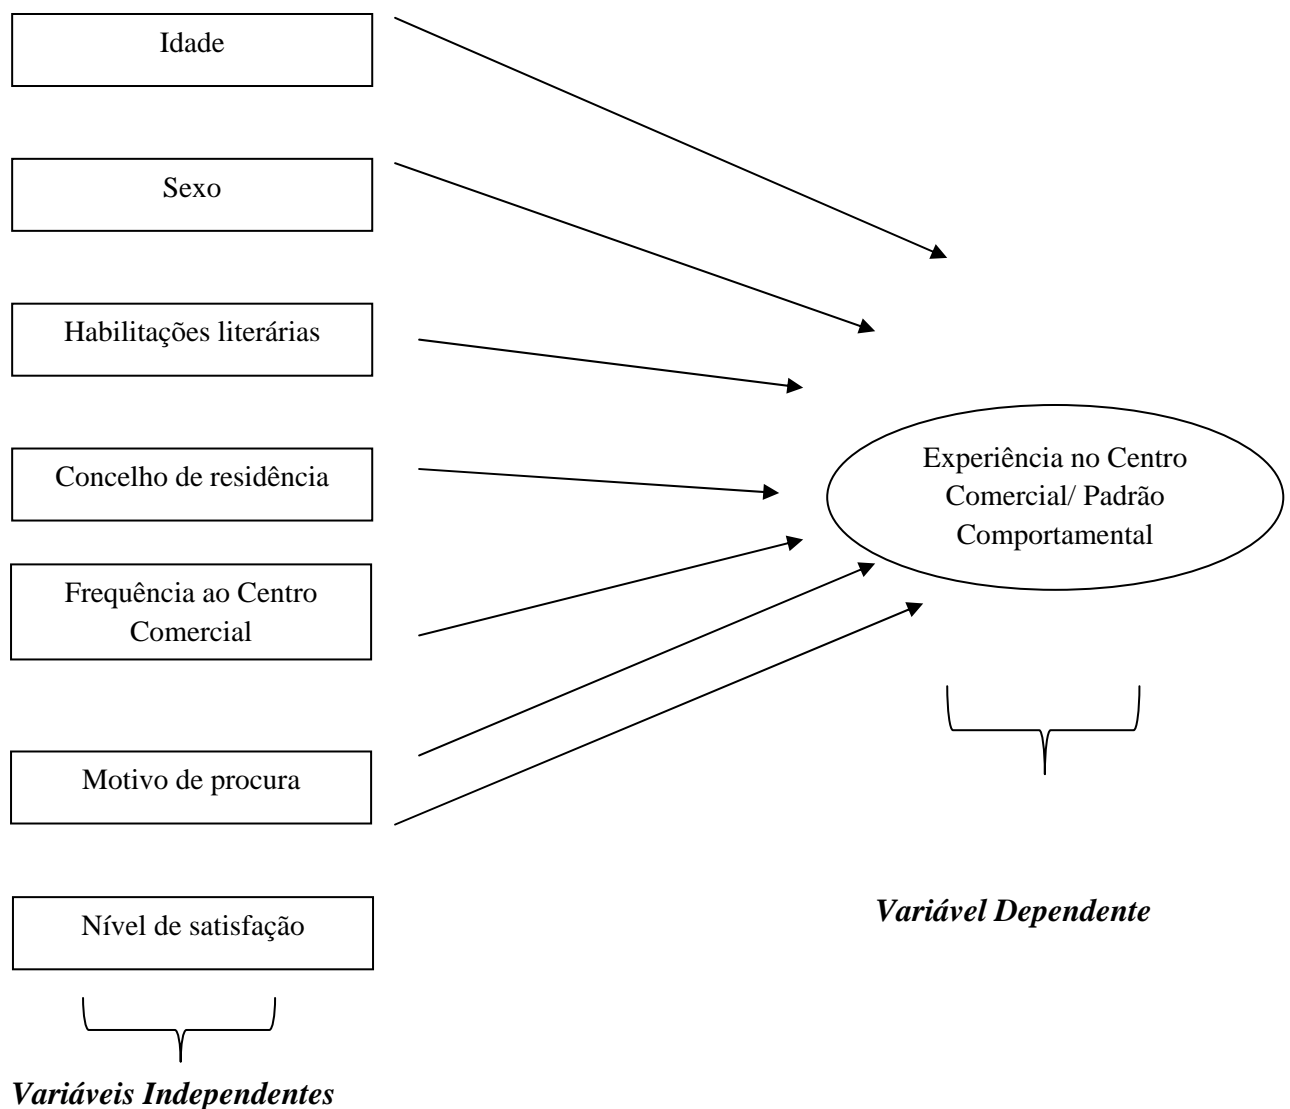 Idade
Sexo
Habilitações literárias
Concelho de residência
Frequência ao Centro
Comercial
Motivo de procura
Nível de satisfação
Variáveis Independentes
Experiência no Centro
Comercial/ Padrão
Comportamental
Variável Dependente